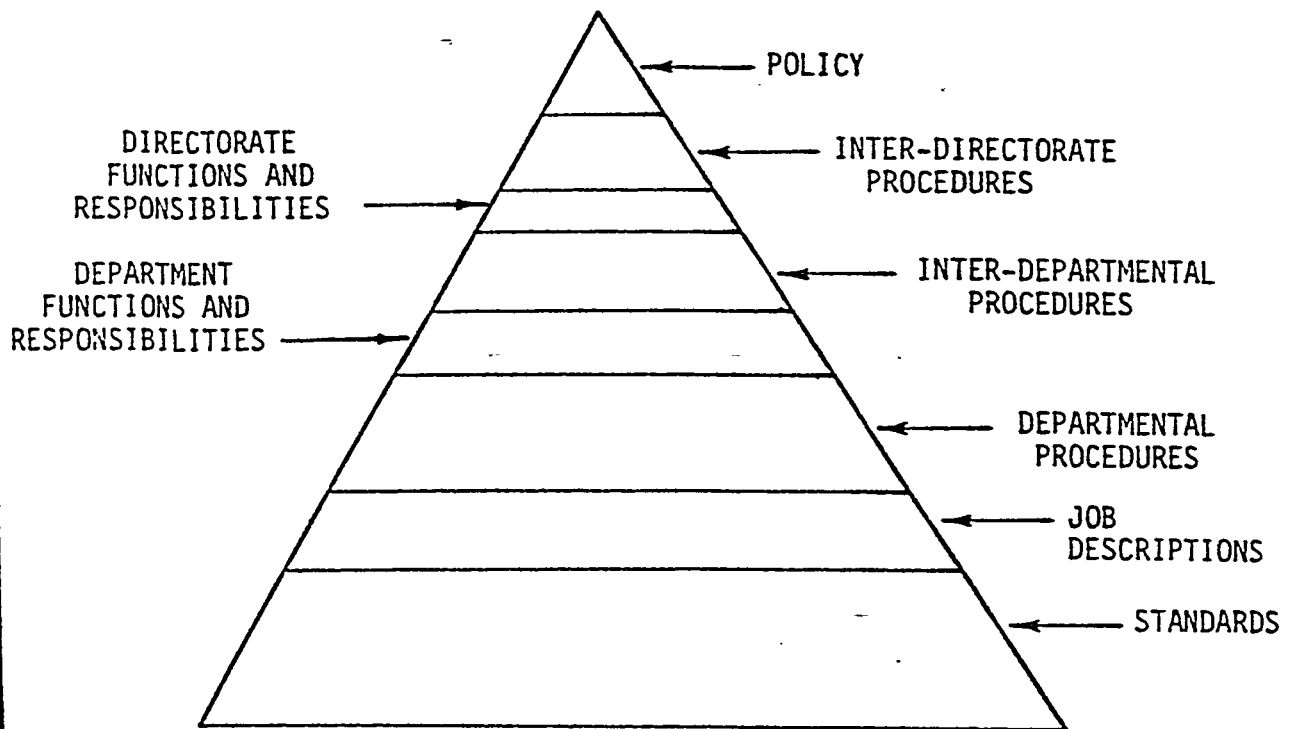 POLICY
DIRECTORATE
FUNCTIONS AND
RESPONSIBILITIES
INTER-DIRECTORATE
PROCEDURES
DEPARTMENT
FUNCTIONS AND
RESPONSIBILITIES
INTER-DEPARTMENTAL
PROCEDURES
DEPARTMENTAL
PROCEDURES
JOB
DESCRIPTIONS
STANDARDS